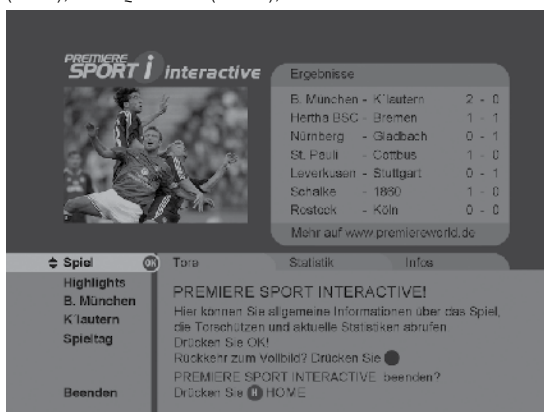 PREMIERE
SPORT i interactive
Ergebnisse
B. München - K´lautern 2 - 0
Hertha BSC - Bremen 1 - 1
Nürnberg - Gladbach 0 - 1
St. Pauli - Cottbus 1 - 0
Leverkusen - Stuttgart 0 - 1
Schalke - 1860 1 - 0
Rostock - Köln 0 - 0
Mehr auf www.premiereworld.de
Spiel OK Tore Statistik Infos
Highlights
B. München
K´lautern
Spieltag
Beenden
PREMIERE SPORT INTERACTIVE!
Hier können Sie allgemeine Informationen über das Spiel,
die Torschützen und aktuelle Statistiken abrufen
Drücken Sie OK!
Rückkehr zum Vollbild? Drücken Sie
PREMIERE SPORT INTERACTIVE beenden?
Drücken Sie H HOME